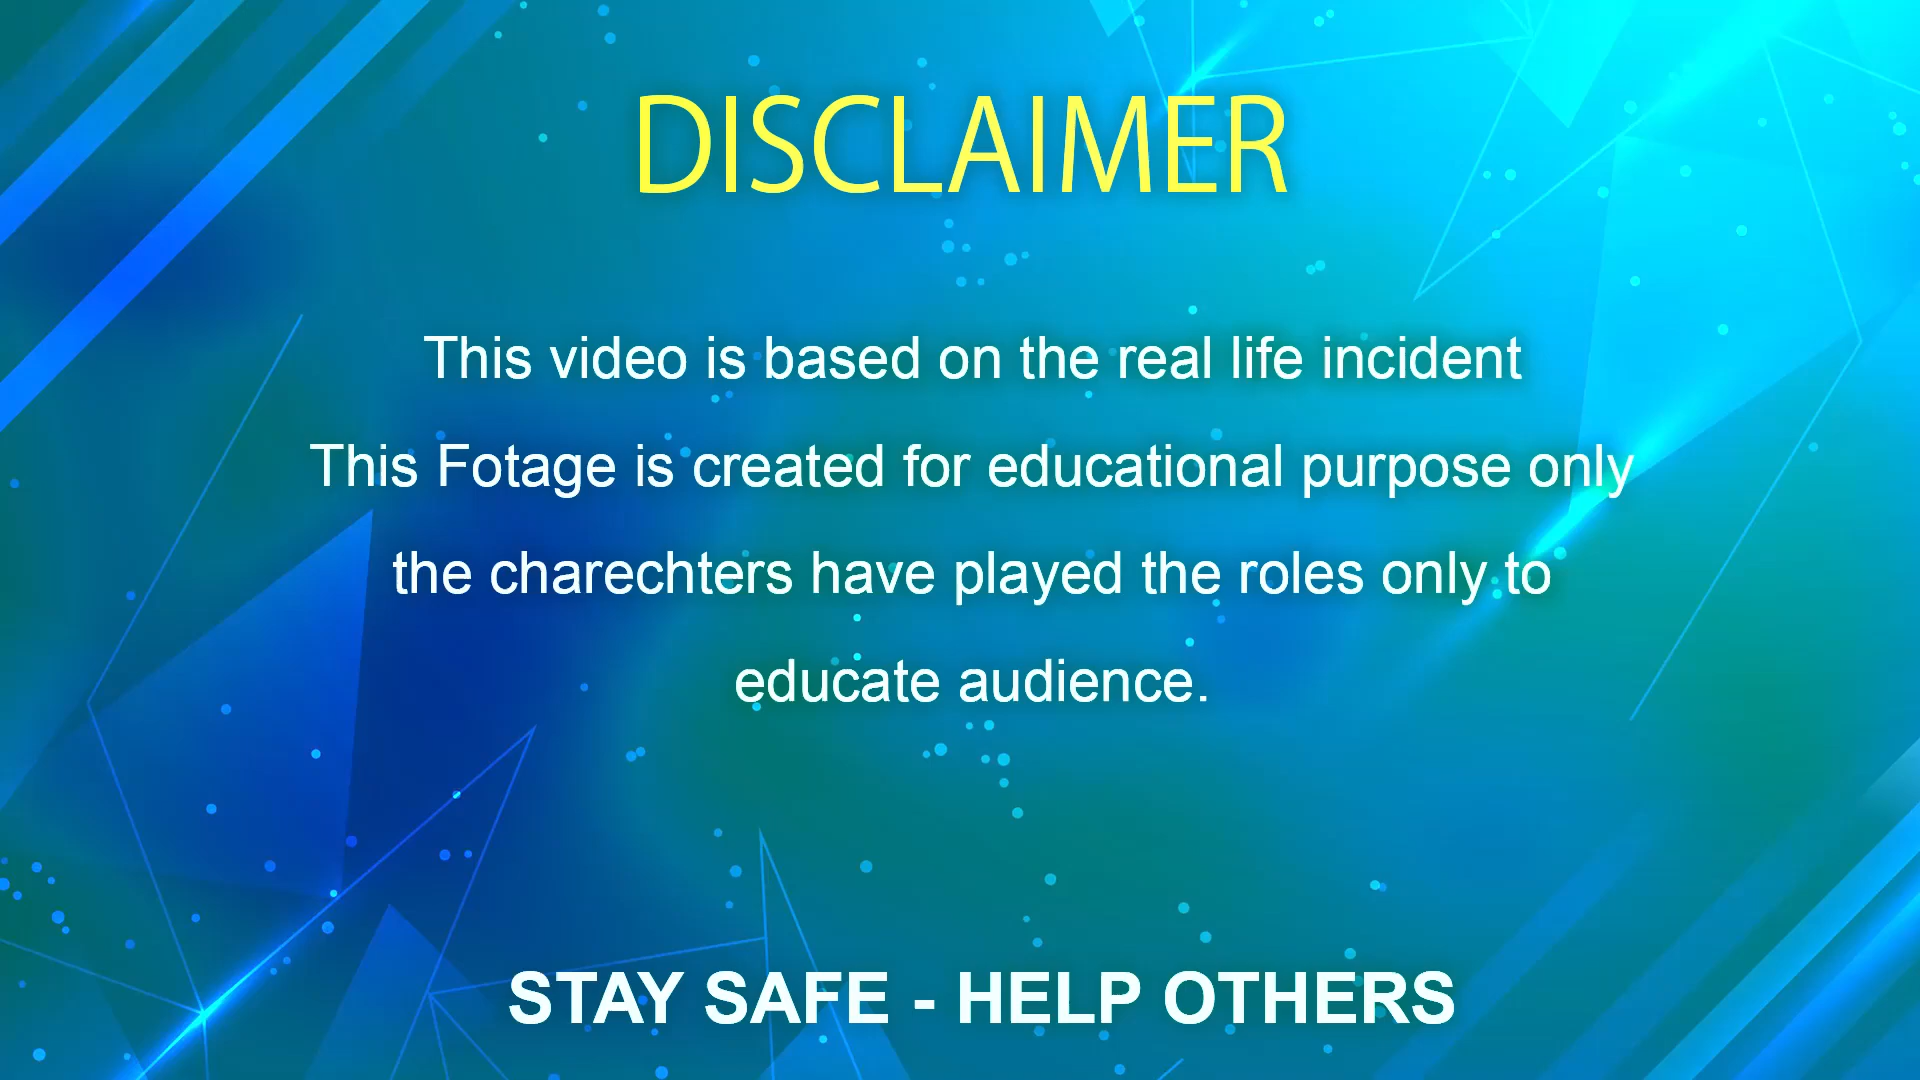 DISCLAIMER
This video is based on the real life incident
This Fotage is created for educational purpose only
the charechters have played the roles only to
educate audience.
STAY SAFE - HELP OTHERS